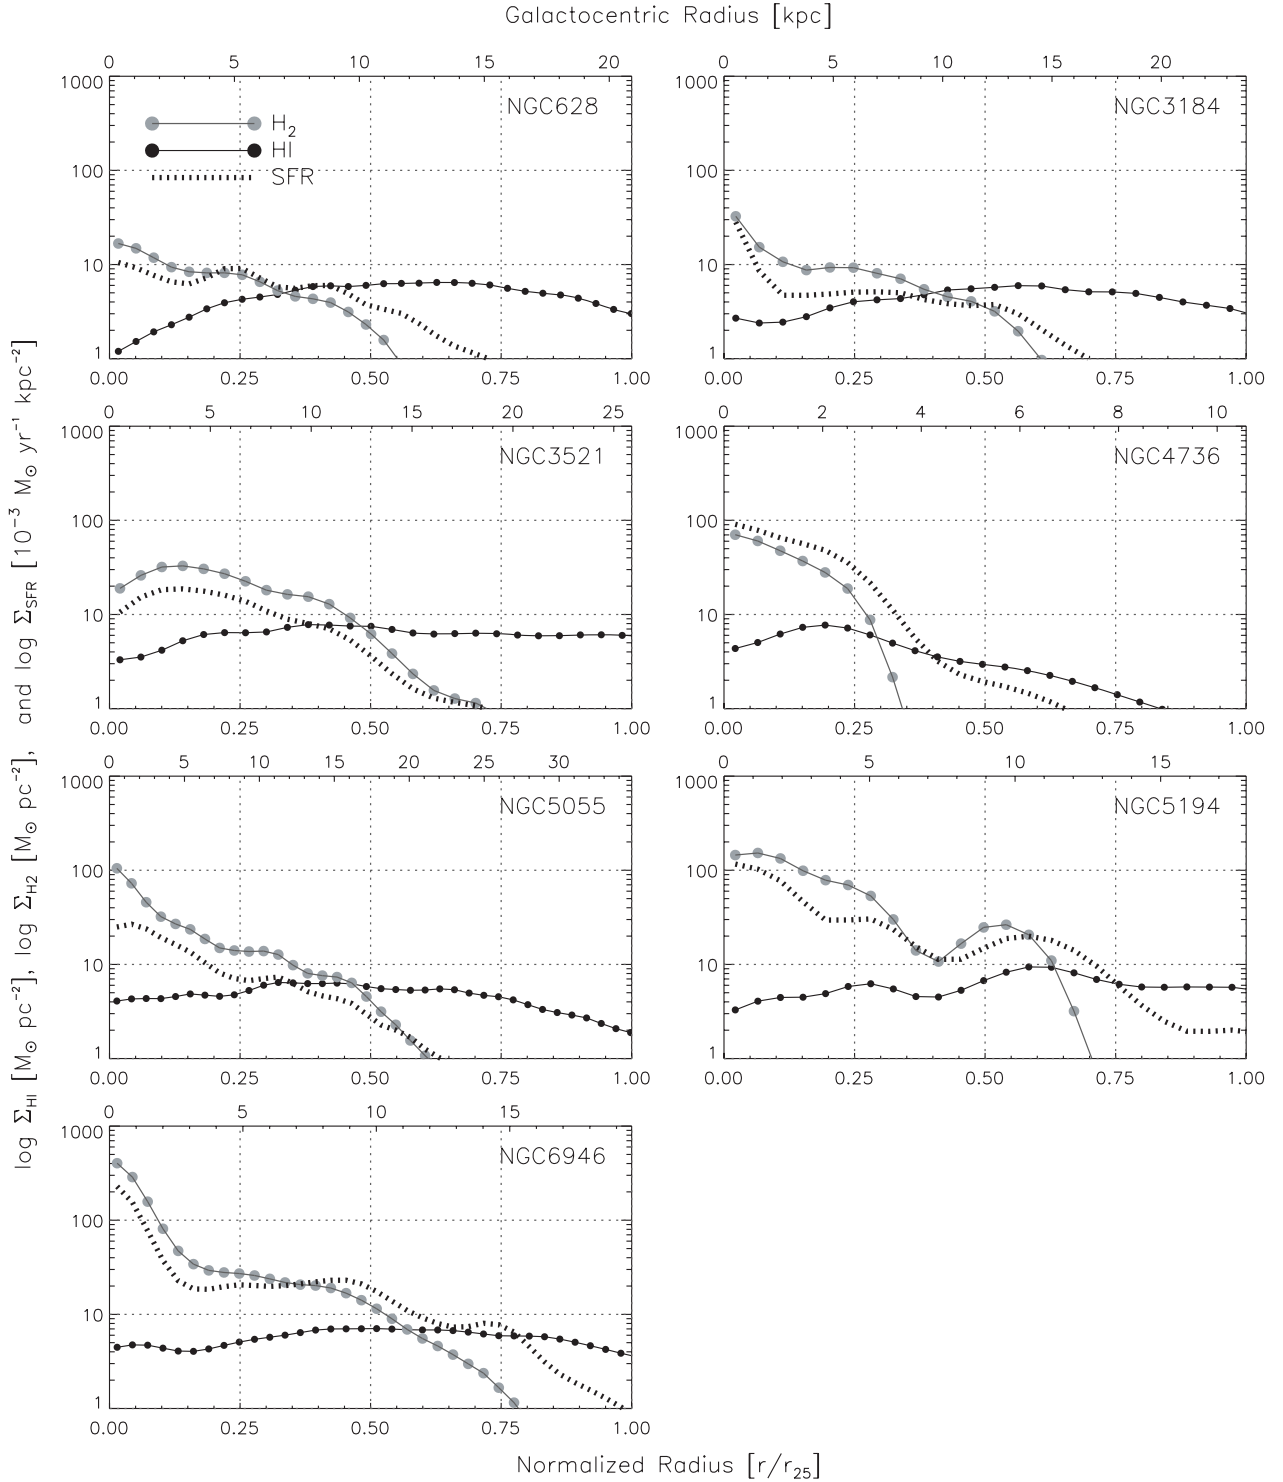 Galactocentric Radius [kpc]
0 5 10 15 20
0 5 10 15 20
1000
100
10
1
NGC628
H₂
HI
SFR
0.00 0.25 0.50 0.75 1.00
1000
100
10
1
NGC3184
0.00 0.25 0.50 0.75 1.00
0 5 10 15 20 25
0 2 4 6 8 10
1000
100
10
1
NGC3521
0.00 0.25 0.50 0.75 1.00
1000
100
10
1
NGC4736
0.00 0.25 0.50 0.75 1.00
0 5 10 15 20 25 30
0 5 10 15
1000
100
10
1
NGC5055
0.00 0.25 0.50 0.75 1.00
1000
100
10
1
NGC5194
0.00 0.25 0.50 0.75 1.00
0 5 10 15
1000
100
10
1
NGC6946
0.00 0.25 0.50 0.75 1.00
log Σ_HI [M⊙ pc⁻²], log Σ_H2 [M⊙ pc⁻²], and log Σ_SFR [10⁻³ M⊙ yr⁻¹ kpc⁻²]
Normalized Radius [r/r₂₅]